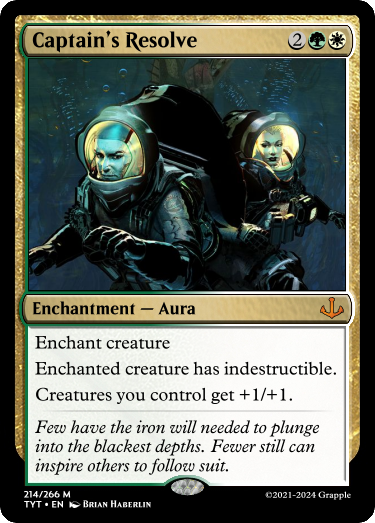 Captain's Resolve 2
Enchantment — Aura
Enchant creature
Enchanted creature has indestructible.
Creatures you control get +1/+1.
Few have the iron will needed to plunge
into the blackest depths. Fewer still can
inspire others to follow suit.
214/266 M
TYT • EN Brian Haberlin
©2021-2024 Grapple